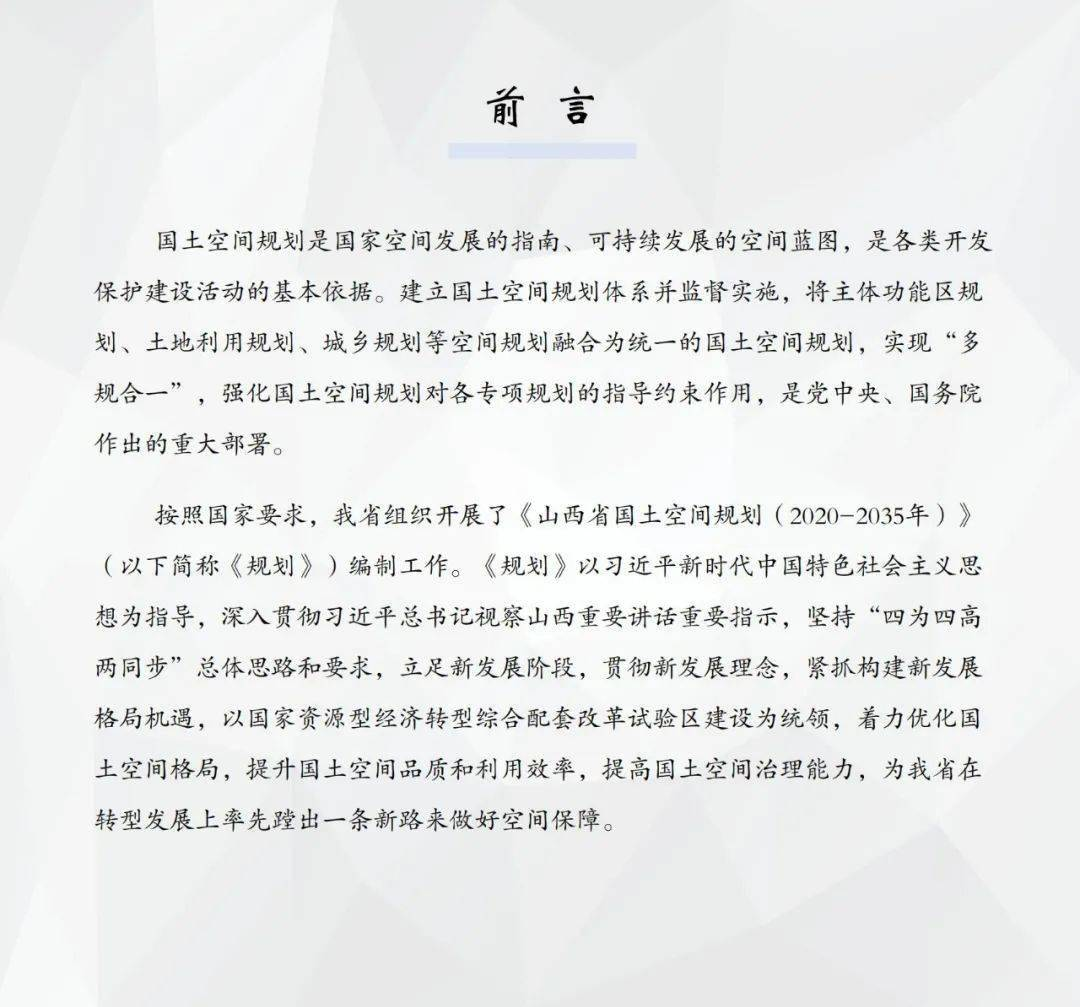 前 言
国土空间规划是国家空间发展的指南、可持续发展的空间蓝图，是各类开发
保护建设活动的基本依据。建立国土空间规划体系并监督实施，将主体功能区规
划、土地利用规划、城乡规划等空间规划融合为统一的国土空间规划，实现“多
规合一”，强化国土空间规划对各专项规划的指导约束作用，是党中央、国务院
作出的重大部署。
按照国家要求，我省组织开展了《山西省国土空间规划（2020-2035年）》
（以下简称《规划》）编制工作。《规划》以习近平新时代中国特色社会主义思
想为指导，深入贯彻习近平总书记视察山西重要讲话重要指示，坚持“四为四高
两同步”总体思路和要求，立足新发展阶段，贯彻新发展理念，紧抓构建新发展
格局机遇，以国家资源型经济转型综合配套改革试验区建设为统领，着力优化国
土空间格局，提升国土空间品质和利用效率，提高国土空间治理能力，为我省在
转型发展上率先蹚出一条新路来做好空间保障。